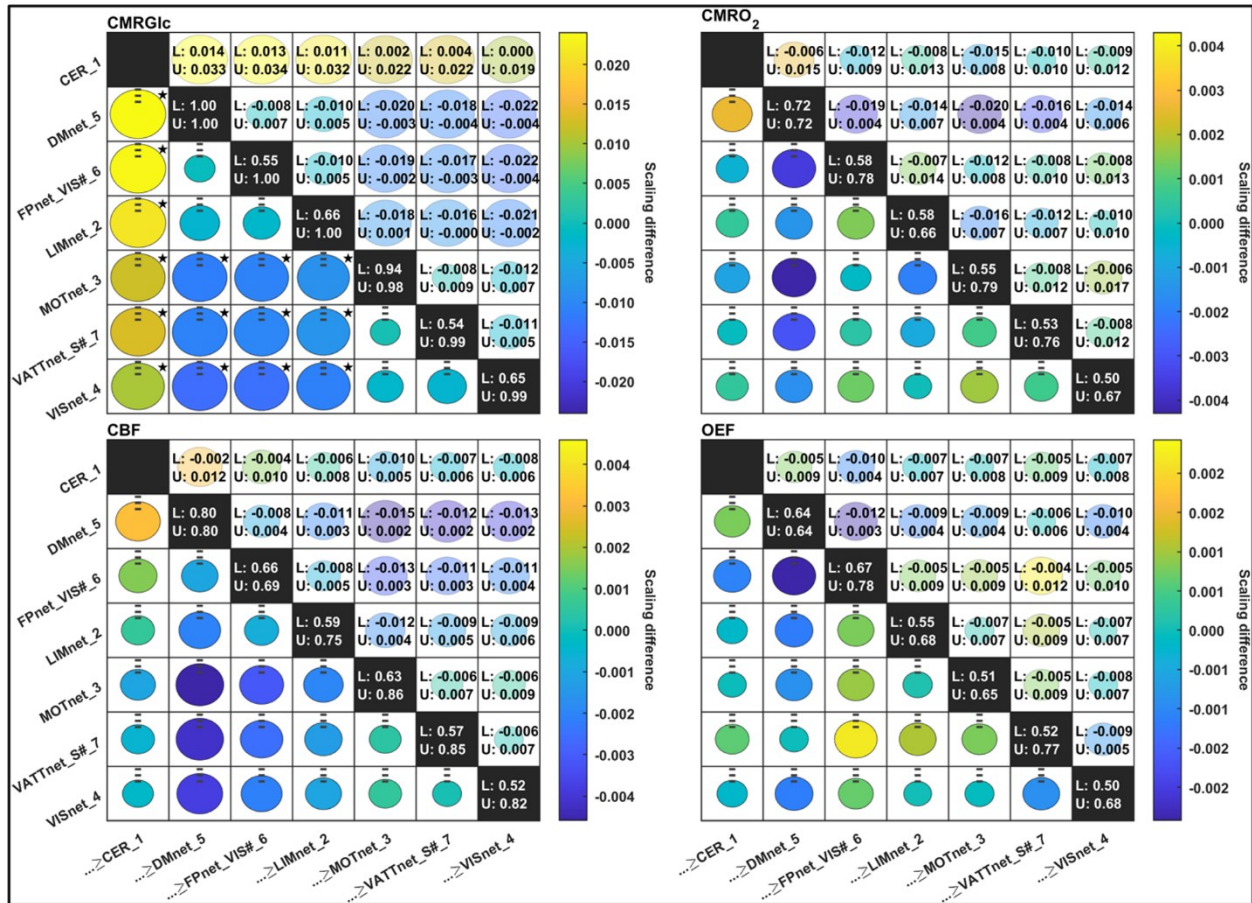 CMRGlc
CER_1
L: 0.014 L: 0.013 L: 0.011 L: 0.002 L: 0.004 L: 0.000
U: 0.033 U: 0.034 U: 0.032 U: 0.022 U: 0.022 U: 0.019
DMnet_5
L: 1.00 L: -0.008 L: -0.010 L: -0.020 L: -0.018 L: -0.022
U: 1.00 U: 0.007 U: 0.005 U: -0.003 U: -0.004 U: -0.004
FPnet_VIS#_6
L: 0.55 L: -0.010 L: -0.019 L: -0.017 L: -0.022
U: 1.00 U: 0.005 U: -0.002 U: -0.003 U: -0.004
LIMnet_2
L: 0.66 L: -0.018 L: -0.016 L: -0.021
U: 1.00 U: 0.001 U: -0.000 U: -0.002
MOTnet_3
L: 0.94 L: -0.008 L: -0.012
U: 0.98 U: 0.009 U: 0.007
VATTnet_S#_7
L: 0.54 L: -0.011
U: 0.99 U: 0.005
VISnet_4
L: 0.65
U: 0.99
0.020
0.015
0.010
0.005
0.000
-0.005
-0.010
-0.015
-0.020
Scaling difference
CMRO2
L: -0.006 L: -0.012 L: -0.008 L: -0.015 L: -0.010 L: -0.009
U: 0.015 U: 0.009 U: 0.013 U: 0.008 U: 0.010 U: 0.012
L: 0.72 L: -0.019 L: -0.014 L: -0.020 L: -0.016 L: -0.014
U: 0.72 U: 0.004 U: 0.007 U: 0.004 U: 0.004 U: 0.006
L: 0.58 L: -0.007 L: -0.012 L: -0.008 L: -0.008
U: 0.78 U: 0.014 U: 0.008 U: 0.010 U: 0.013
L: 0.58 L: -0.016 L: -0.012 L: -0.010
U: 0.66 U: 0.007 U: 0.007 U: 0.010
L: 0.55 L: -0.008 L: -0.006
U: 0.79 U: 0.012 U: 0.017
L: 0.53 L: -0.008
U: 0.76 U: 0.012
L: 0.50
U: 0.67
0.004
0.003
0.002
0.001
0.000
-0.001
-0.002
-0.003
-0.004
Scaling difference
CBF
CER_1
L: -0.002 L: -0.004 L: -0.006 L: -0.010 L: -0.007 L: -0.008
U: 0.012 U: 0.010 U: 0.008 U: 0.005 U: 0.006 U: 0.006
DMnet_5
L: 0.80 L: -0.008 L: -0.011 L: -0.015 L: -0.012 L: -0.013
U: 0.80 U: 0.004 U: 0.003 U: 0.002 U: 0.002 U: 0.002
FPnet_VIS#_6
L: 0.66 L: -0.008 L: -0.013 L: -0.011 L: -0.011
U: 0.69 U: 0.005 U: 0.003 U: 0.003 U: 0.004
LIMnet_2
L: 0.59 L: -0.012 L: -0.009 L: -0.009
U: 0.75 U: 0.004 U: 0.005 U: 0.006
MOTnet_3
L: 0.63 L: -0.006 L: -0.006
U: 0.86 U: 0.007 U: 0.009
VATTnet_S#_7
L: 0.57 L: -0.006
U: 0.85 U: 0.007
VISnet_4
L: 0.52
U: 0.82
...≥CER_1
...≥DMnet_5
...≥FPnet_VIS#_6
...≥LIMnet_2
...≥MOTnet_3
...≥VATTnet_S#_7
...≥VISnet_4
0.004
0.003
0.002
0.001
0.000
-0.001
-0.002
-0.003
-0.004
Scaling difference
OEF
L: -0.005 L: -0.010 L: -0.007 L: -0.007 L: -0.005 L: -0.007
U: 0.009 U: 0.004 U: 0.007 U: 0.008 U: 0.009 U: 0.008
L: 0.64 L: -0.012 L: -0.009 L: -0.009 L: -0.006 L: -0.010
U: 0.64 U: 0.003 U: 0.004 U: 0.004 U: 0.006 U: 0.004
L: 0.67 L: -0.005 L: -0.005 L: -0.004 L: -0.005
U: 0.78 U: 0.009 U: 0.009 U: 0.012 U: 0.010
L: 0.55 L: -0.007 L: -0.005 L: -0.007
U: 0.68 U: 0.007 U: 0.009 U: 0.007
L: 0.51 L: -0.005 L: -0.008
U: 0.65 U: 0.009 U: 0.007
L: 0.52 L: -0.009
U: 0.77 U: 0.005
L: 0.50
U: 0.68
...≥CER_1
...≥DMnet_5
...≥FPnet_VIS#_6
...≥LIMnet_2
...≥MOTnet_3
...≥VATTnet_S#_7
...≥VISnet_4
0.002
0.002
0.001
0.001
0.000
-0.001
-0.001
-0.002
-0.002
Scaling difference